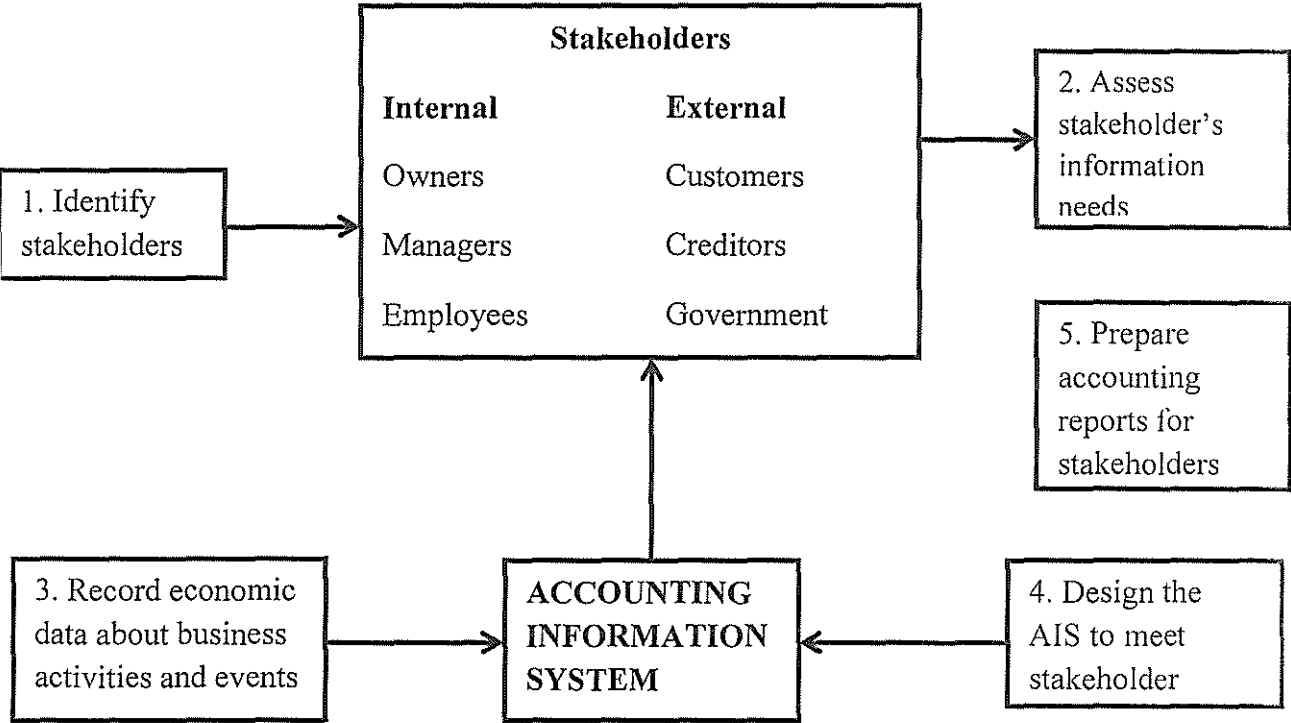 Stakeholders
Internal External
Owners Customers
Managers Creditors
Employees Government
1. Identify
stakeholders
2. Assess
stakeholder's
information
needs
5. Prepare
accounting
reports for
stakeholders
3. Record economic
data about business
activities and events
ACCOUNTING
INFORMATION
SYSTEM
4. Design the
AIS to meet
stakeholder